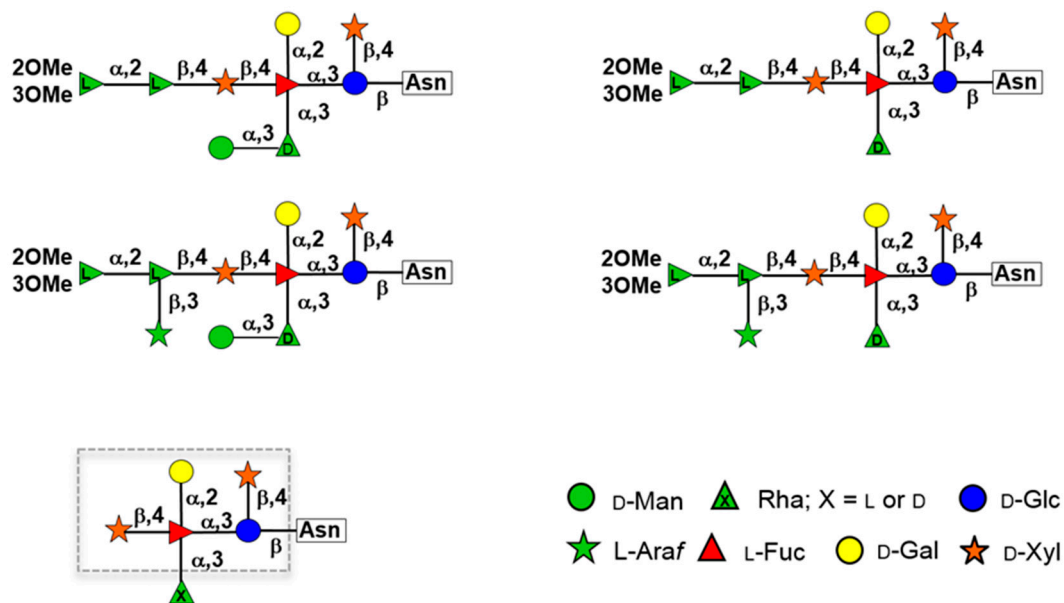 α,2
β,4
2OMe
3OMe
L
α,2
L
β,4
β,4
α,3
β
Asn
α,3
α,3
D
α,2
β,4
2OMe
3OMe
L
α,2
L
β,4
β,4
α,3
β
Asn
α,3
D
α,2
β,4
2OMe
3OMe
L
α,2
L
β,4
β,4
α,3
β
Asn
β,3
α,3
α,3
D
α,2
β,4
2OMe
3OMe
L
α,2
L
β,4
β,4
α,3
β
Asn
β,3
α,3
D
α,2
β,4
β,4
α,3
β
Asn
α,3
X
D-Man
X
Rha; X = L or D
D-Glc
L-Araf
L-Fuc
D-Gal
D-Xyl